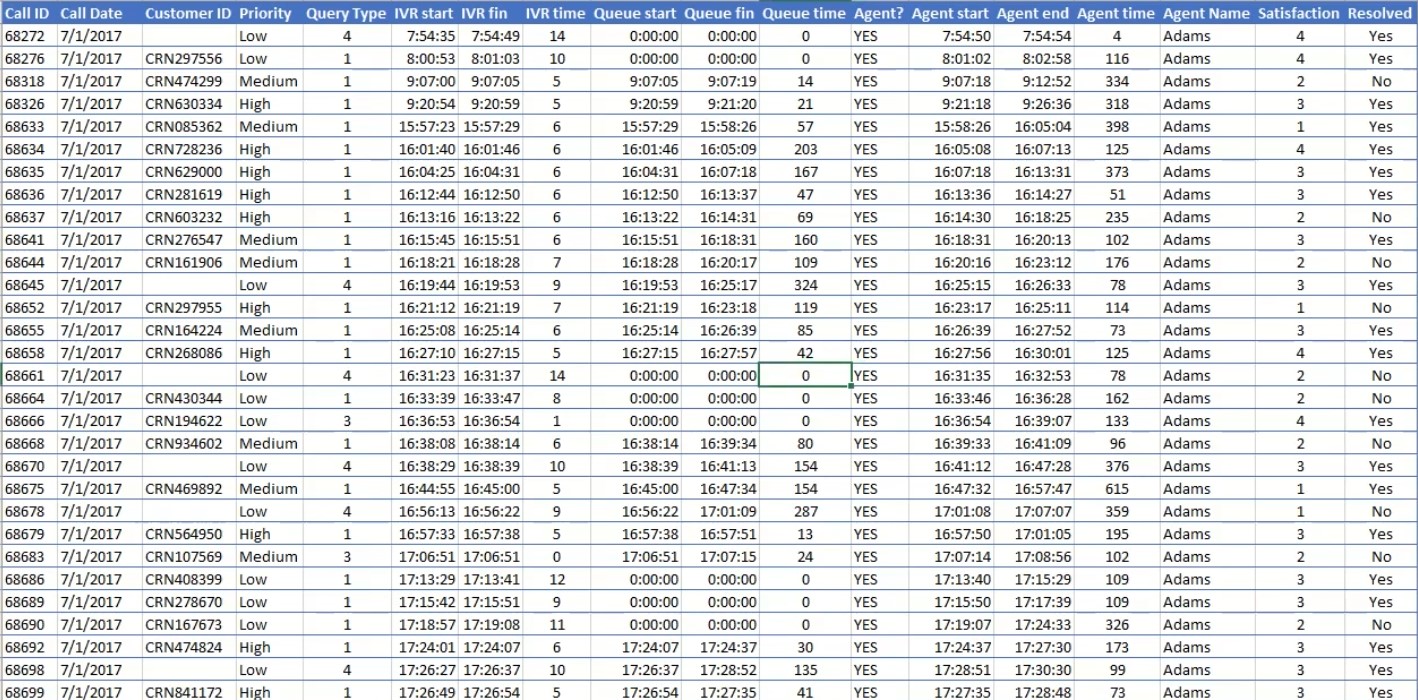 Call ID Call Date Customer ID Priority Query Type IVR start IVR fin IVR time Queue start Queue fin Queue time Agent? Agent start Agent end Agent time Agent Name Satisfaction Resolved
68272 7/1/2017 Low 4 7:54:35 7:54:49 14 0:00:00 0:00:00 0 YES 7:54:50 7:54:54 4 Adams 4 Yes
68276 7/1/2017 CRN297556 Low 1 8:00:53 8:01:03 10 0:00:00 0:00:00 0 YES 8:01:02 8:02:58 116 Adams 4 Yes
68318 7/1/2017 CRN474299 Medium 1 9:07:00 9:07:05 5 9:07:05 9:07:19 14 YES 9:07:18 9:12:52 334 Adams 2 No
68326 7/1/2017 CRN630334 High 1 9:20:54 9:20:59 5 9:20:59 9:21:20 21 YES 9:21:18 9:26:36 318 Adams 3 Yes
68633 7/1/2017 CRN085362 Medium 1 15:57:23 15:57:29 6 15:57:29 15:58:26 57 YES 15:58:26 16:05:04 398 Adams 1 Yes
68634 7/1/2017 CRN728236 High 1 16:01:40 16:01:46 6 16:01:46 16:05:09 203 YES 16:05:08 16:07:13 125 Adams 4 Yes
68635 7/1/2017 CRN629000 High 1 16:04:25 16:04:31 6 16:04:31 16:07:18 167 YES 16:07:18 16:13:31 373 Adams 3 Yes
68636 7/1/2017 CRN281619 High 1 16:12:44 16:12:50 6 16:12:50 16:13:37 47 YES 16:13:36 16:14:27 51 Adams 3 Yes
68637 7/1/2017 CRN603232 High 1 16:13:16 16:13:22 6 16:13:22 16:14:31 69 YES 16:14:30 16:18:25 235 Adams 2 No
68641 7/1/2017 CRN276547 Medium 1 16:15:45 16:15:51 6 16:15:51 16:18:31 160 YES 16:18:31 16:20:13 102 Adams 3 Yes
68644 7/1/2017 CRN161906 Medium 1 16:18:21 16:18:28 7 16:18:28 16:20:17 109 YES 16:20:16 16:23:12 176 Adams 2 No
68645 7/1/2017 Low 4 16:19:44 16:19:53 9 16:19:53 16:25:17 324 YES 16:25:15 16:26:33 78 Adams 3 Yes
68652 7/1/2017 CRN297955 High 1 16:21:12 16:21:19 7 16:21:19 16:23:18 119 YES 16:23:17 16:25:11 114 Adams 1 No
68655 7/1/2017 CRN164224 Medium 1 16:25:08 16:25:14 6 16:25:14 16:26:39 85 YES 16:26:39 16:27:52 73 Adams 3 Yes
68658 7/1/2017 CRN268086 High 1 16:27:10 16:27:15 5 16:27:15 16:27:57 42 YES 16:27:56 16:30:01 125 Adams 4 Yes
68661 7/1/2017 Low 4 16:31:23 16:31:37 14 0:00:00 0:00:00 0 YES 16:31:35 16:32:53 78 Adams 2 No
68664 7/1/2017 CRN430344 Low 1 16:33:39 16:33:47 8 0:00:00 0:00:00 0 YES 16:33:46 16:36:28 162 Adams 2 No
68666 7/1/2017 CRN194622 Low 3 16:36:53 16:36:54 1 0:00:00 0:00:00 0 YES 16:36:54 16:39:07 133 Adams 4 Yes
68668 7/1/2017 CRN934602 Medium 1 16:38:08 16:38:14 6 16:38:14 16:39:34 80 YES 16:39:33 16:41:09 96 Adams 2 No
68670 7/1/2017 Low 4 16:38:29 16:38:39 10 16:38:39 16:41:13 154 YES 16:41:12 16:47:28 376 Adams 3 Yes
68675 7/1/2017 CRN469892 Medium 1 16:44:55 16:45:00 5 16:45:00 16:47:34 154 YES 16:47:32 16:57:47 615 Adams 1 Yes
68678 7/1/2017 Low 4 16:56:13 16:56:22 9 16:56:22 17:01:09 287 YES 17:01:08 17:07:07 359 Adams 1 No
68679 7/1/2017 CRN564950 High 1 16:57:33 16:57:38 5 16:57:38 16:57:51 13 YES 16:57:50 17:01:05 195 Adams 3 Yes
68683 7/1/2017 CRN107569 Medium 3 17:06:51 17:06:51 0 17:06:51 17:07:15 24 YES 17:07:14 17:08:56 102 Adams 2 No
68686 7/1/2017 CRN408399 Low 1 17:13:29 17:13:41 12 0:00:00 0:00:00 0 YES 17:13:40 17:15:29 109 Adams 3 Yes
68689 7/1/2017 CRN278670 Low 1 17:15:42 17:15:51 9 0:00:00 0:00:00 0 YES 17:15:50 17:17:39 109 Adams 3 Yes
68690 7/1/2017 CRN167673 Low 1 17:18:57 17:19:08 11 0:00:00 0:00:00 0 YES 17:19:07 17:24:33 326 Adams 2 No
68692 7/1/2017 CRN474824 High 1 17:24:01 17:24:07 6 17:24:07 17:24:37 30 YES 17:24:37 17:27:30 173 Adams 3 Yes
68698 7/1/2017 Low 4 17:26:27 17:26:37 10 17:26:37 17:28:52 135 YES 17:28:51 17:30:30 99 Adams 3 Yes
68699 7/1/2017 CRN841172 High 1 17:26:49 17:26:54 5 17:26:54 17:27:35 41 YES 17:27:35 17:28:48 73 Adams 3 Yes